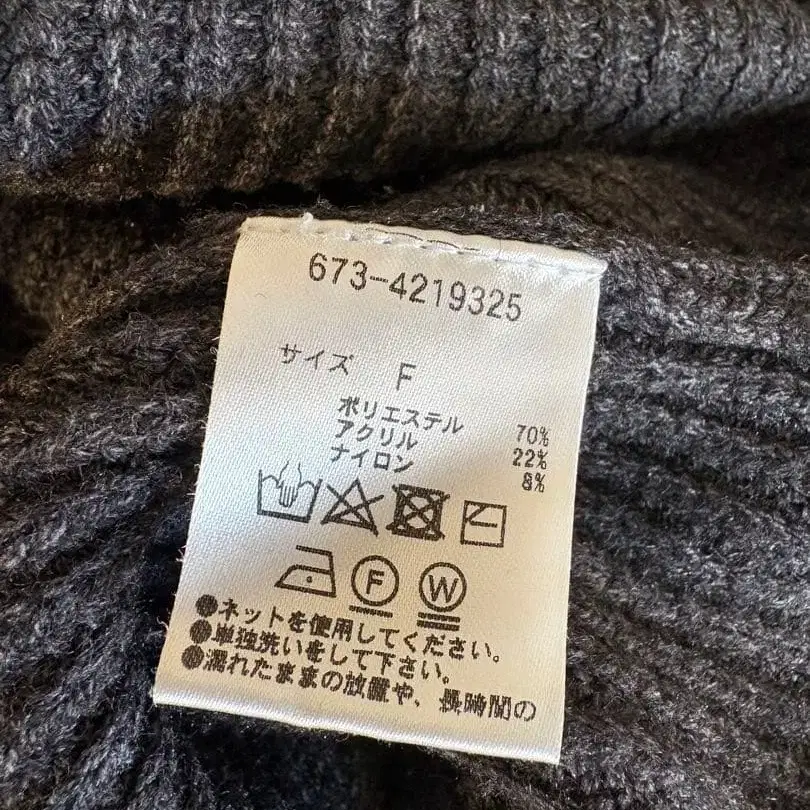 673-4219325
サイズ F
ポリエステル 70%
アクリル 22%
ナイロン 8%
F W
●ネットを使用してください。
●単独洗いをして下さい。
●濡れたままの放置や、長時間の